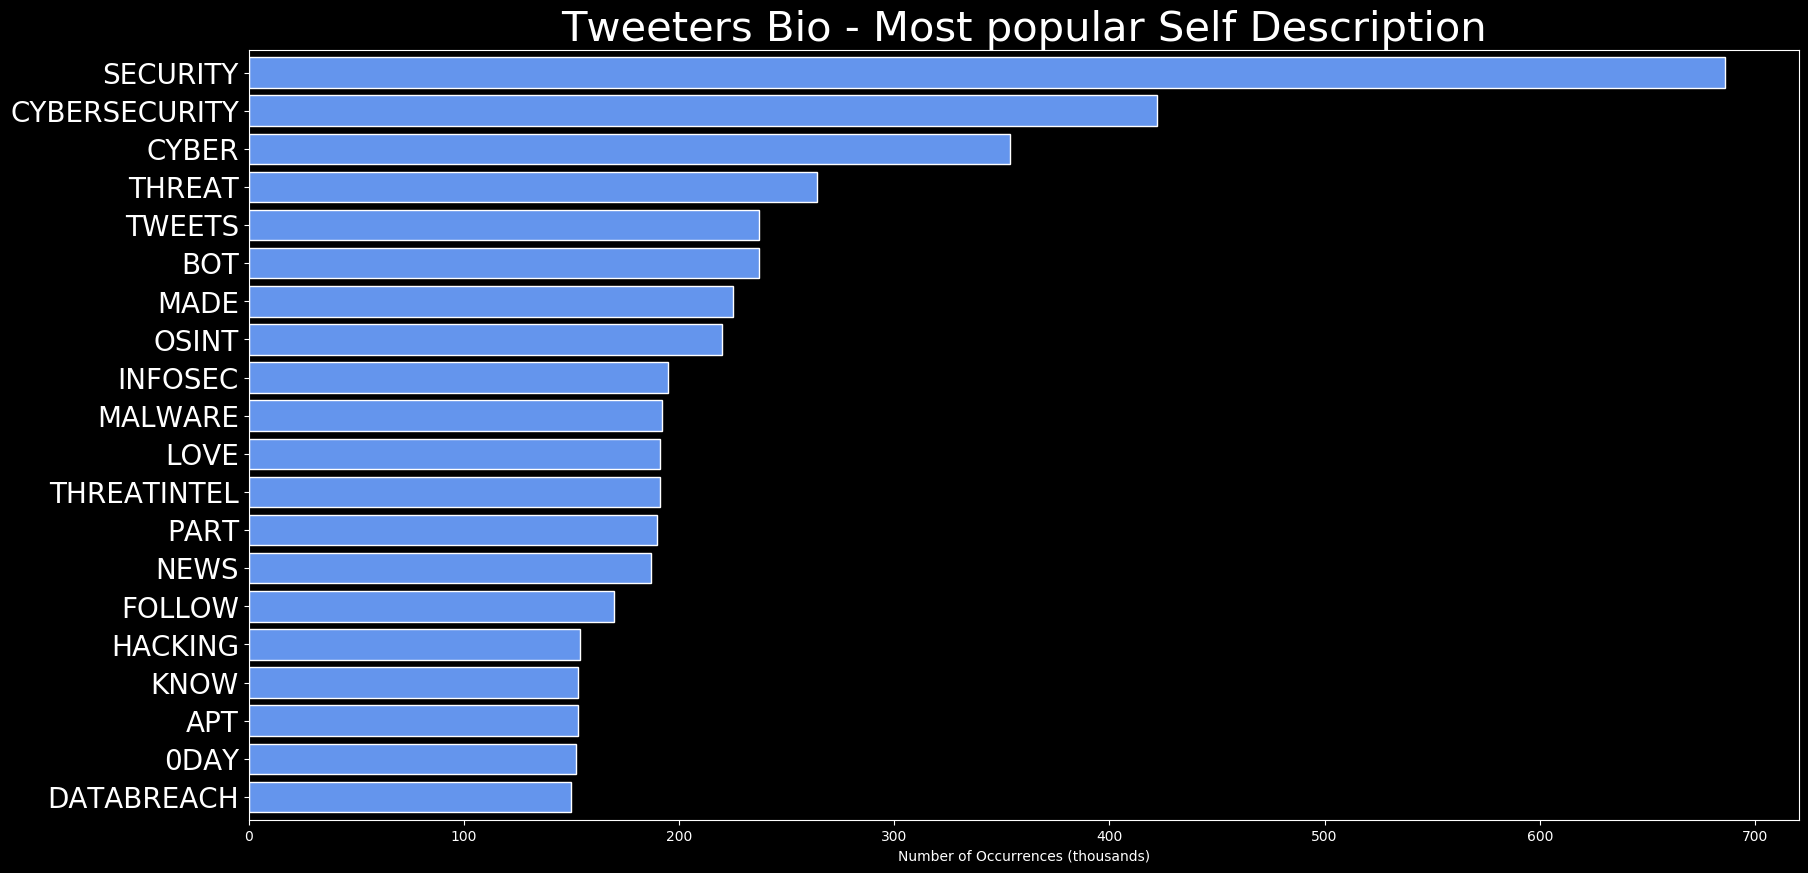 Tweeters Bio - Most popular Self Description
SECURITY
CYBERSECURITY
CYBER
THREAT
TWEETS
BOT
MADE
OSINT
INFOSEC
MALWARE
LOVE
THREATINTEL
PART
NEWS
FOLLOW
HACKING
KNOW
APT
0DAY
DATABREACH
0 100 200 300 400 500 600 700
Number of Occurrences (thousands)